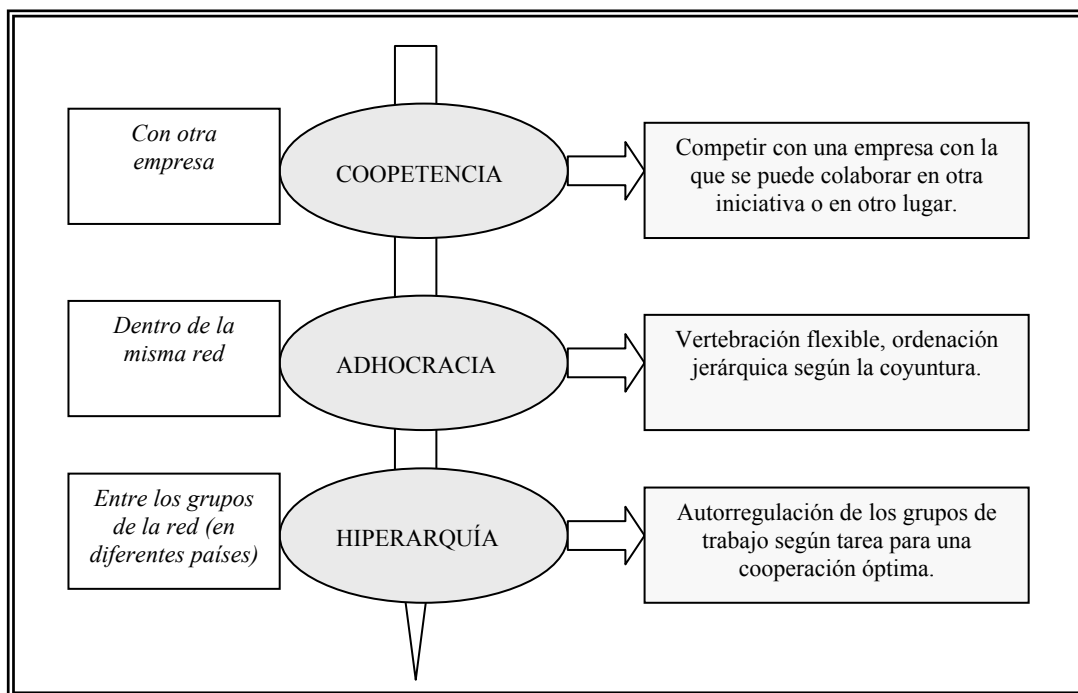 Con otra
empresa
COOPETENCIA
Competir con una empresa con la
que se puede colaborar en otra
iniciativa o en otro lugar.
Dentro de la
misma red
ADHOCRACIA
Vertebración flexible, ordenación
jerárquica según la coyuntura.
Entre los grupos
de la red (en
diferentes países)
HIPERARQUÍA
Autorregulación de los grupos de
trabajo según tarea para una
cooperación óptima.